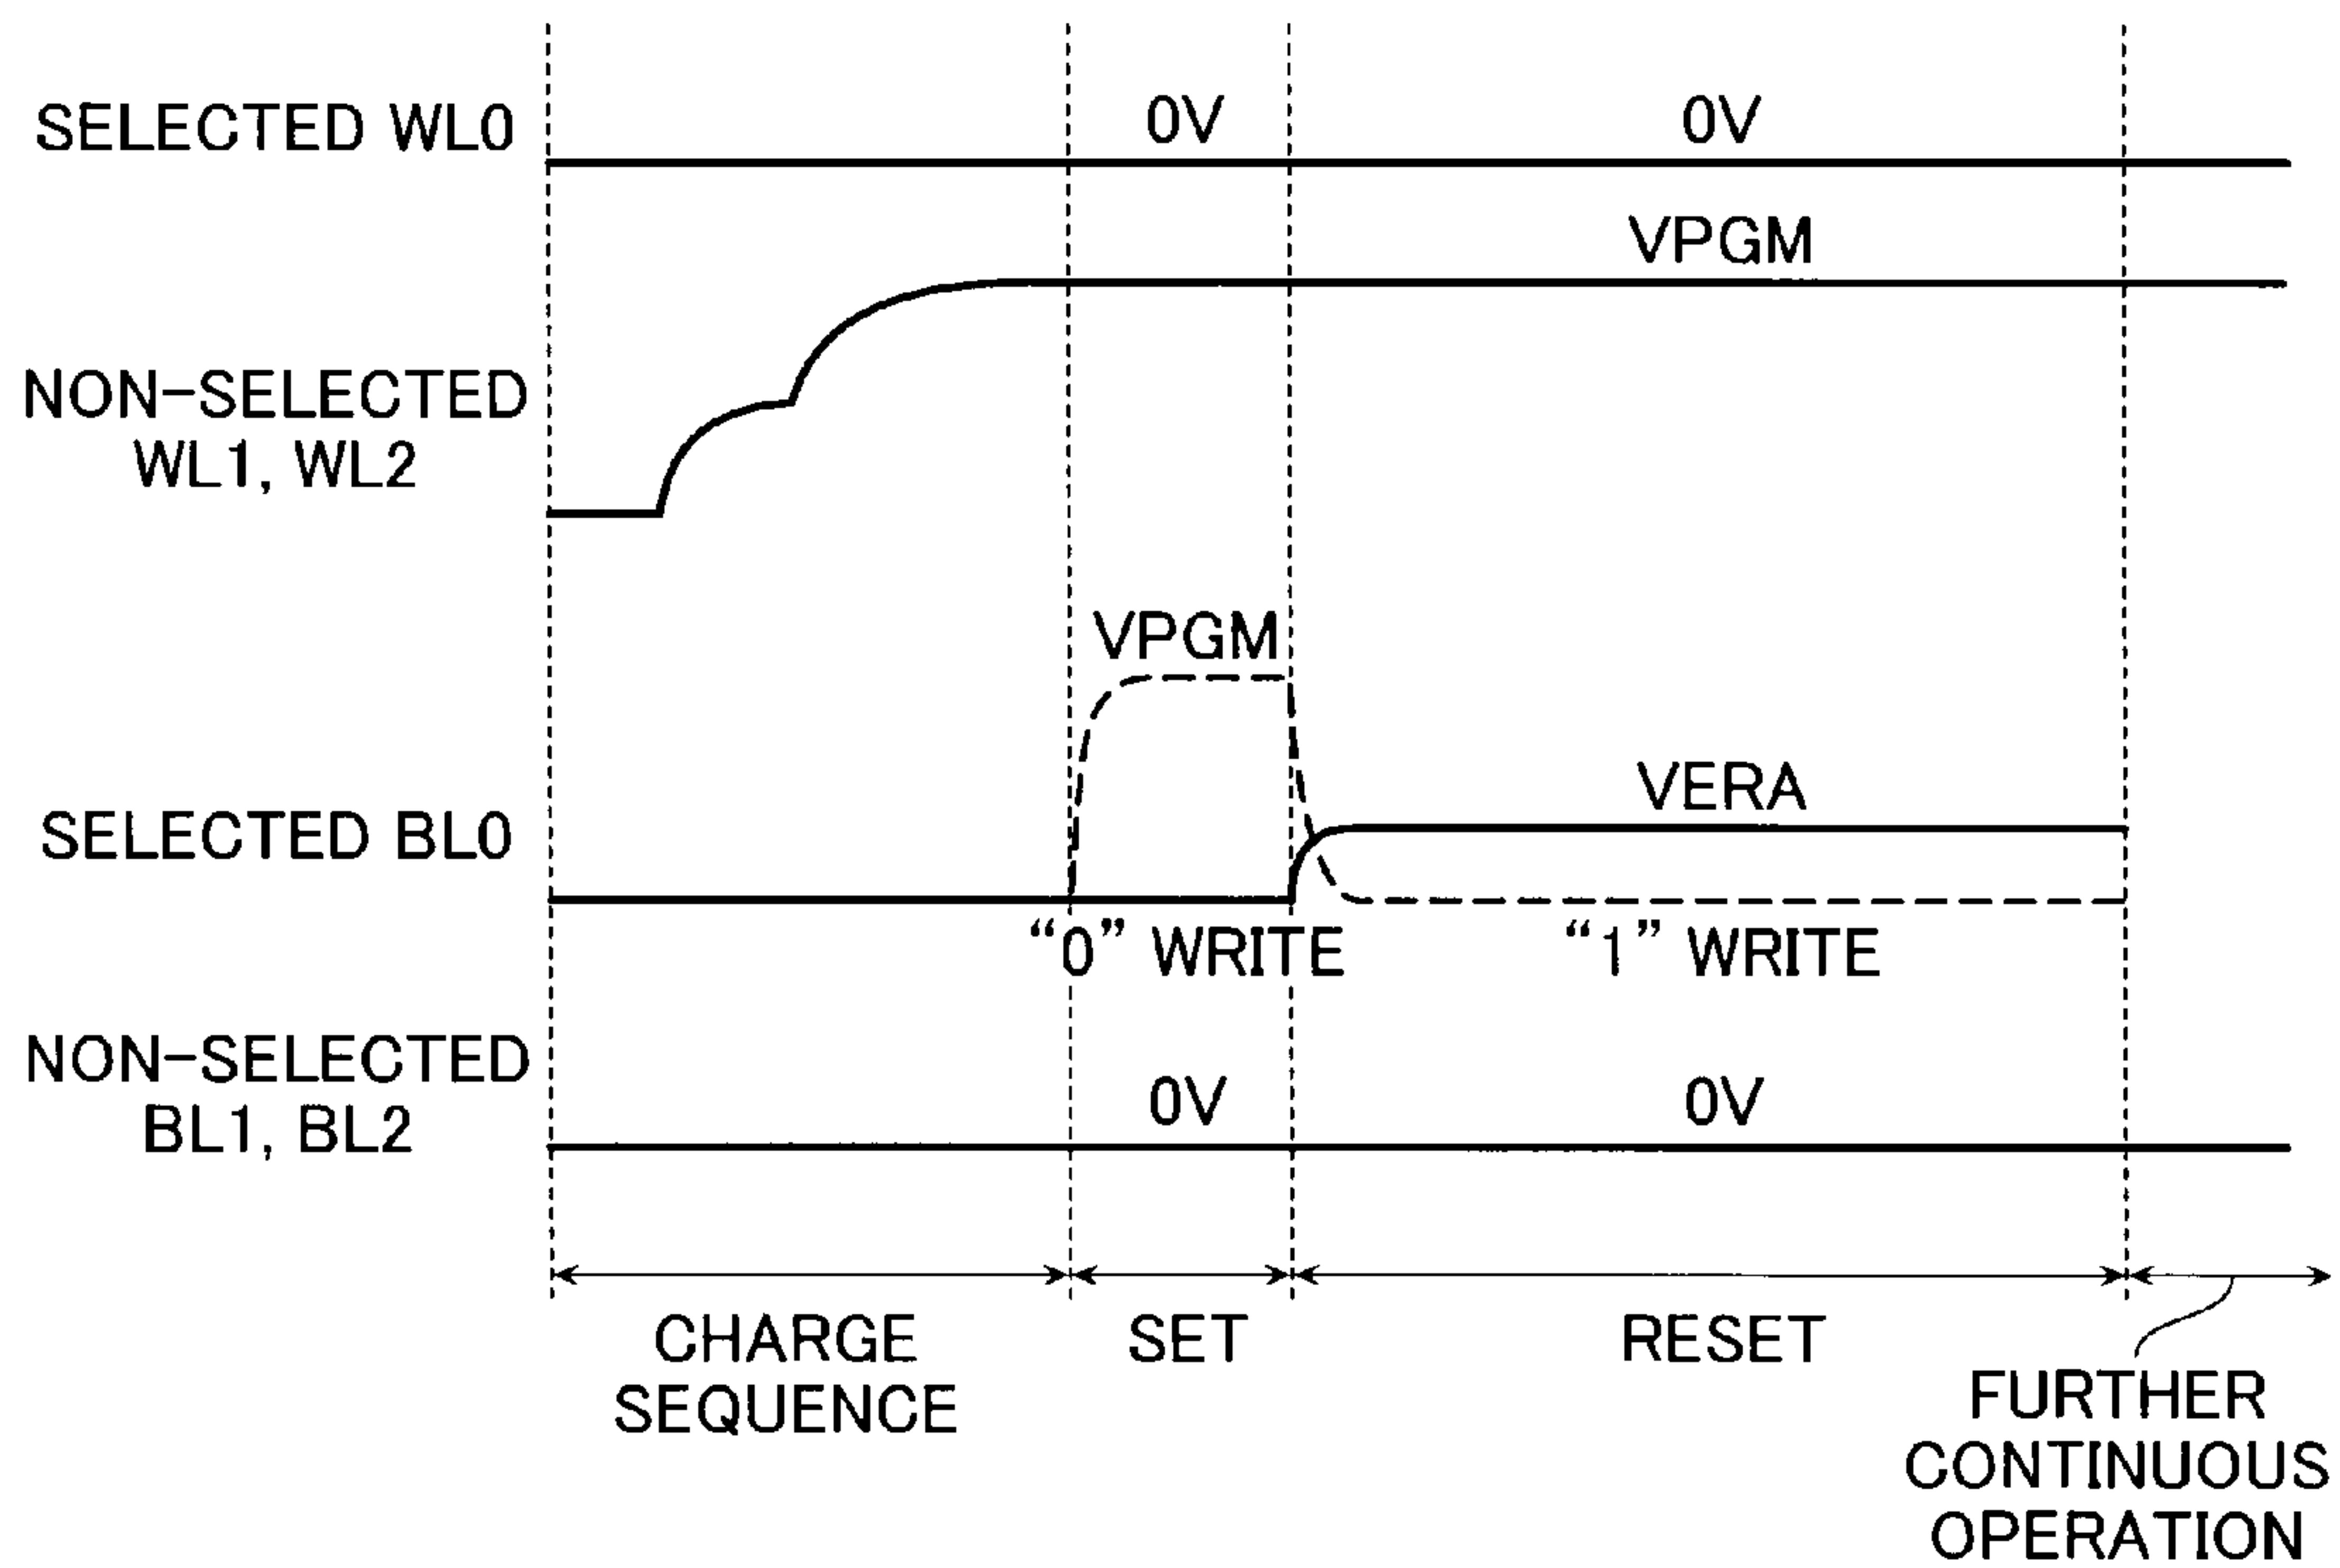 0V
0V
SELECTED WL0
VPGM
NON-SELECTED
WL1, WL2
VPGM
VERA
SELECTED BL0
“0” WRITE
“1” WRITE
NON-SELECTED
BL1, BL2
0V
0V
CHARGE
SEQUENCE
SET
RESET
FURTHER
CONTINUOUS
OPERATION